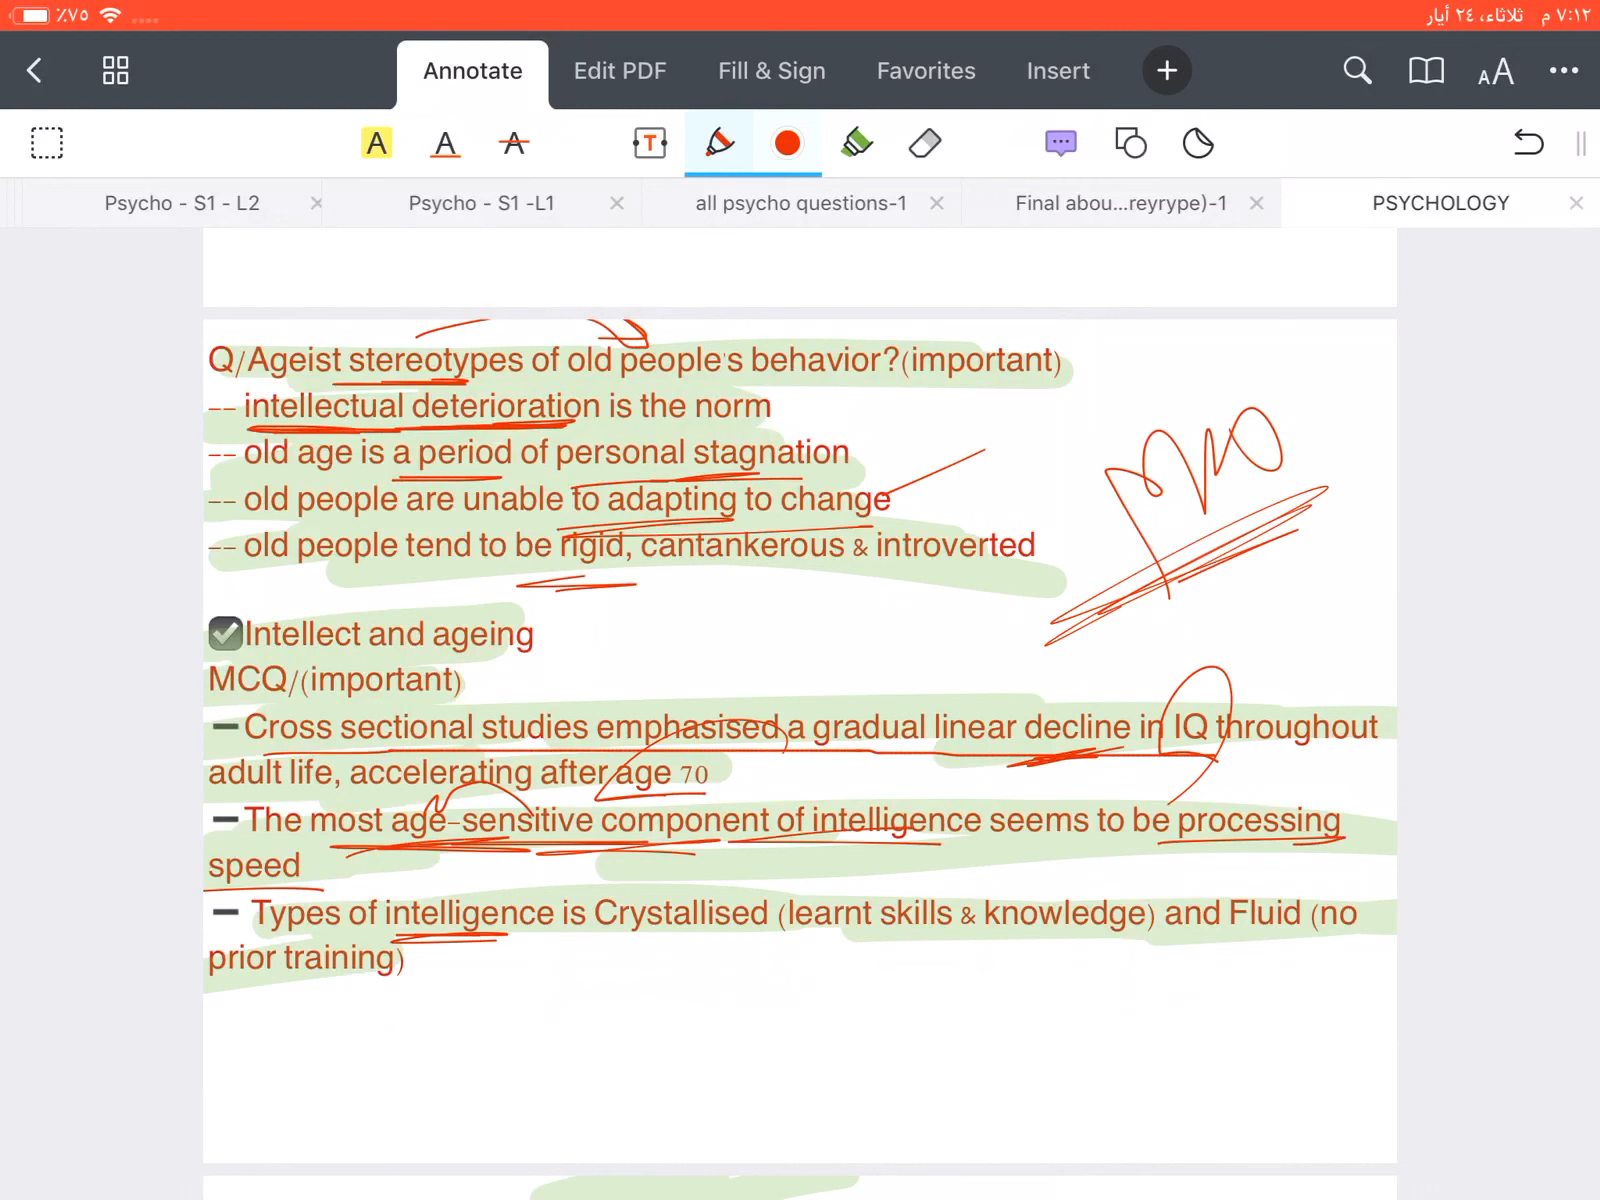 ٪٧٥
ثلاثاء، ٢٤ أيار ٧:١٢ م
Annotate Edit PDF Fill & Sign Favorites Insert
AA
A A A T
Psycho - S1 - L2 Psycho - S1 -L1 all psycho questions-1 Final abou...reyrype)-1 PSYCHOLOGY
Q/Ageist stereotypes of old people's behavior?(important)
-- intellectual deterioration is the norm
-- old age is a period of personal stagnation
-- old people are unable to adapting to change
-- old people tend to be rigid, cantankerous & introverted
✅Intellect and ageing
MCQ/(important)
➖Cross sectional studies emphasised a gradual linear decline in IQ throughout
adult life, accelerating after age 70
➖The most age-sensitive component of intelligence seems to be processing
speed
➖ Types of intelligence is Crystallised (learnt skills & knowledge) and Fluid (no
prior training)